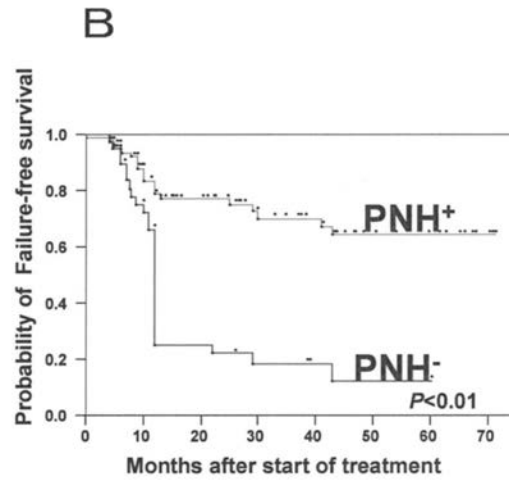 B
Probability of Failure-free survival
1.0
0.8
0.6
0.4
0.2
0.0
PNH⁺
PNH⁻
P<0.01
0 10 20 30 40 50 60 70
Months after start of treatment